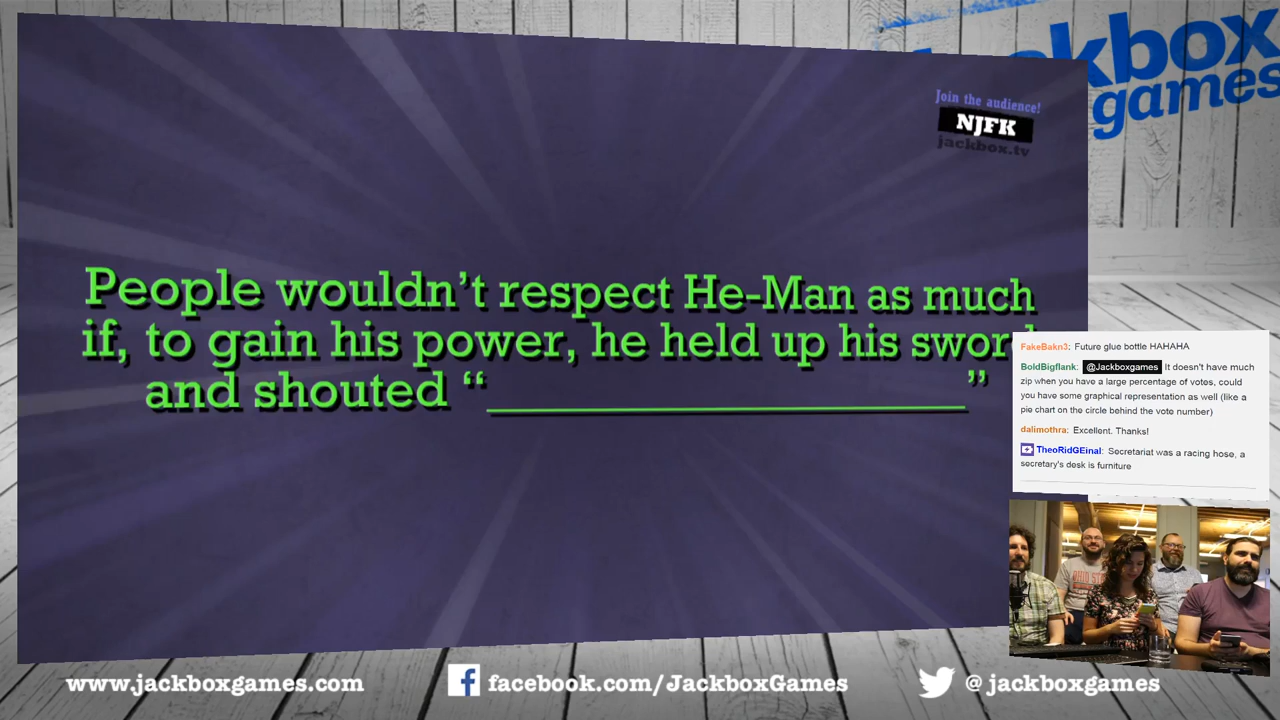 Jackbox
games
Join the audience!
NJFK
jackbox.tv
People wouldn't respect He-Man as much
if, to gain his power, he held up his sword
and shouted “____________________”
FakeBakn3: Future glue bottle HAHAHA
BoldBigflank: @Jackboxgames It doesn't have much
zip when you have a large percentage of votes, could
you have some graphical representation as well (like a
pie chart on the circle behind the vote number)
dalimothra: Excellent. Thanks!
TheoRidGEinal: Secretariat was a racing hose, a
secretary's desk is furniture
OHIO STATE
www.jackboxgames.com
facebook.com/JackboxGames
@jackboxgames